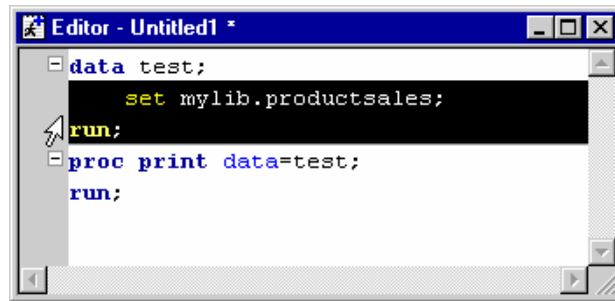 Editor - Untitled1 *
data test;
set mylib.productsales;
run;
proc print data=test;
run;